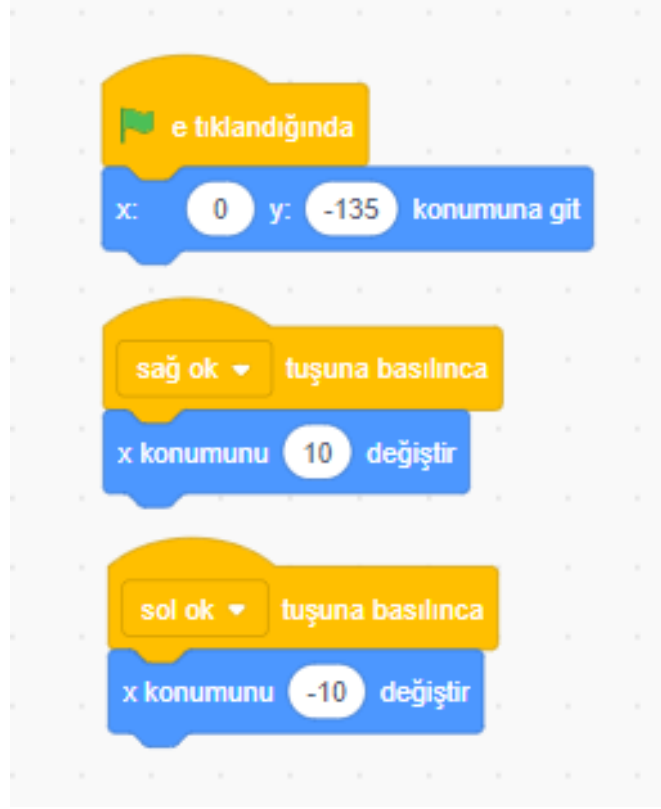 e tıklandığında
x: 0 y: -135 konumuna git
sağ ok tuşuna basılınca
x konumunu 10 değiştir
sol ok tuşuna basılınca
x konumunu -10 değiştir